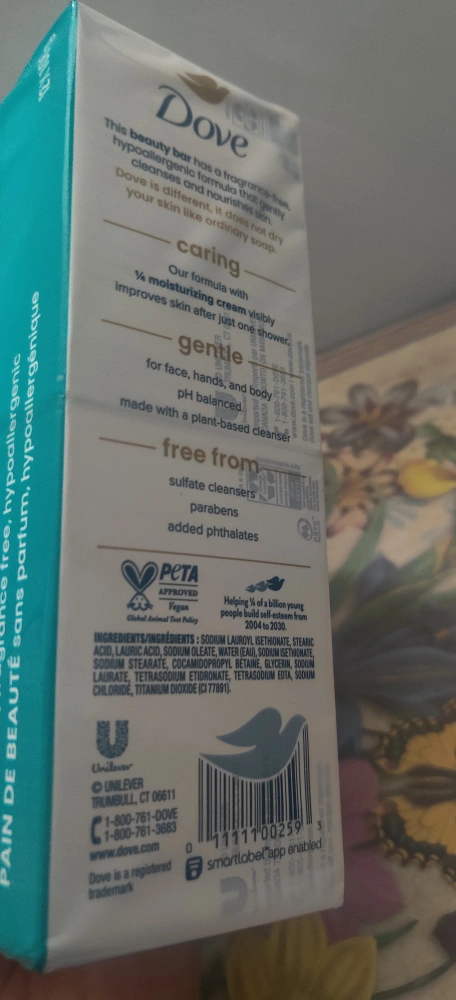 Dove
This beauty bar has a fragrance-free,
hypoallergenic formula that gently
cleanses and nourishes skin.
Dove is different, it does not dry
your skin like ordinary soap.
caring
Our formula with
¼ moisturizing cream visibly
improves skin after just one shower.
gentle
for face, hands, and body
pH balanced
made with a plant-based cleanser
free from
sulfate cleansers
parabens
added phthalates
PETA
APPROVED
Vegan
Global Animal Test Policy
Helping ¼ of a billion young
people build self-esteem from
2004 to 2030.
INGREDIENTS/INGRÉDIENTS : SODIUM LAUROYL ISETHIONATE, STEARIC
ACID, LAURIC ACID, SODIUM OLEATE, WATER (EAU), SODIUM ISETHIONATE,
SODIUM STEARATE, COCAMIDOPROPYL BETAINE, GLYCERIN, SODIUM
LAURATE, TETRASODIUM ETIDRONATE, TETRASODIUM EDTA, SODIUM
CHLORIDE, TITANIUM DIOXIDE (CI 77891).
Unilever
© UNILEVER
TRUMBULL, CT 06611
1-800-761-DOVE
1-800-761-3683
www.dove.com
Dove is a registered
trademark
0 11111 00259 3
smartlabel app enabled
fragrance free, hypoallergenic
PAIN DE BEAUTÉ sans parfum, hypoallergénique